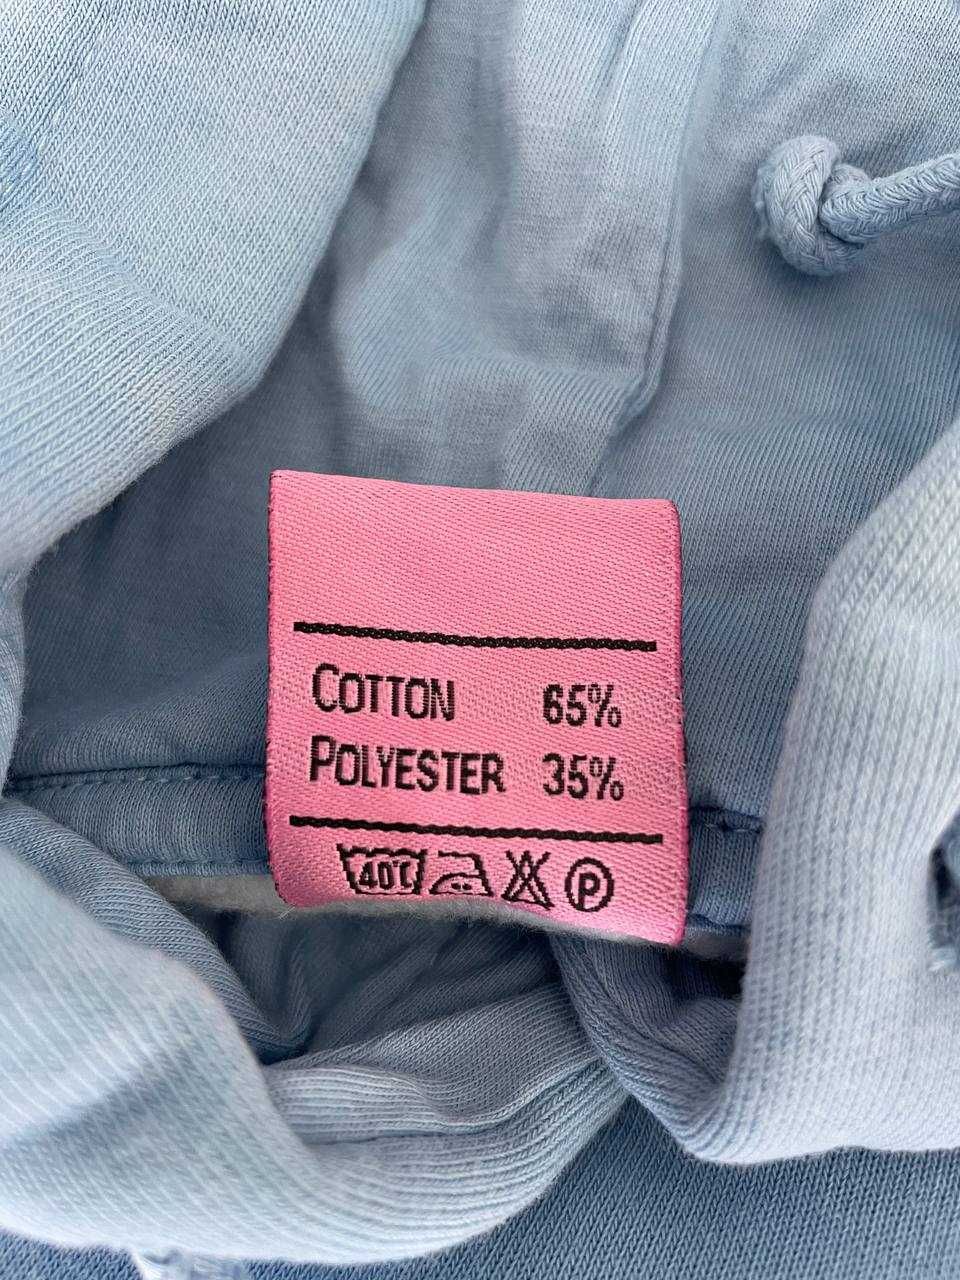 COTTON 65%
POLYESTER 35%
40℃ P